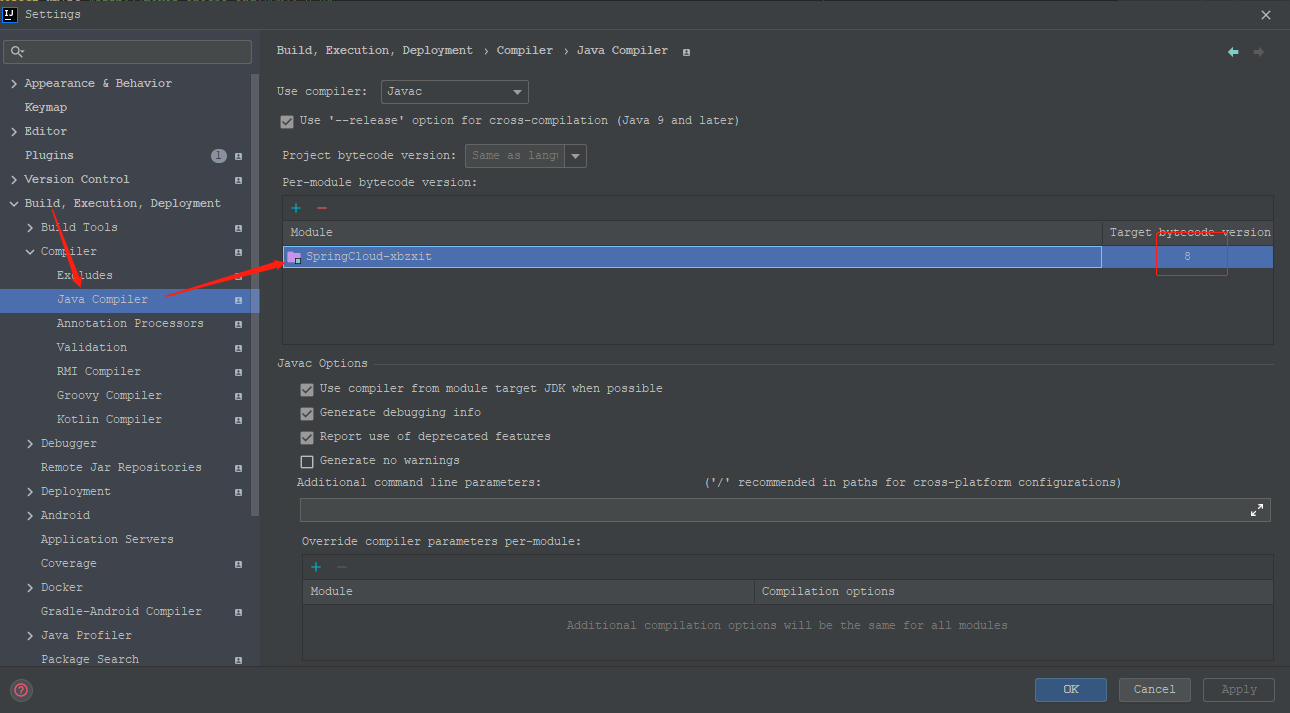 Settings
Appearance & Behavior
Keymap
Editor
Plugins 1
Version Control
Build, Execution, Deployment
Build Tools
Compiler
Excludes
Java Compiler
Annotation Processors
Validation
RMI Compiler
Groovy Compiler
Kotlin Compiler
Debugger
Remote Jar Repositories
Deployment
Android
Application Servers
Coverage
Docker
Gradle-Android Compiler
Java Profiler
Package Search
Build, Execution, Deployment › Compiler › Java Compiler
Use compiler: Javac
Use '--release' option for cross-compilation (Java 9 and later)
Project bytecode version: Same as lang
Per-module bytecode version:
Module Target bytecode version
SpringCloud-xbzxit 8
Javac Options
Use compiler from module target JDK when possible
Generate debugging info
Report use of deprecated features
Generate no warnings
Additional command line parameters: ('/' recommended in paths for cross-platform configurations)
Override compiler parameters per-module:
Module Compilation options
Additional compilation options will be the same for all modules
OK Cancel Apply